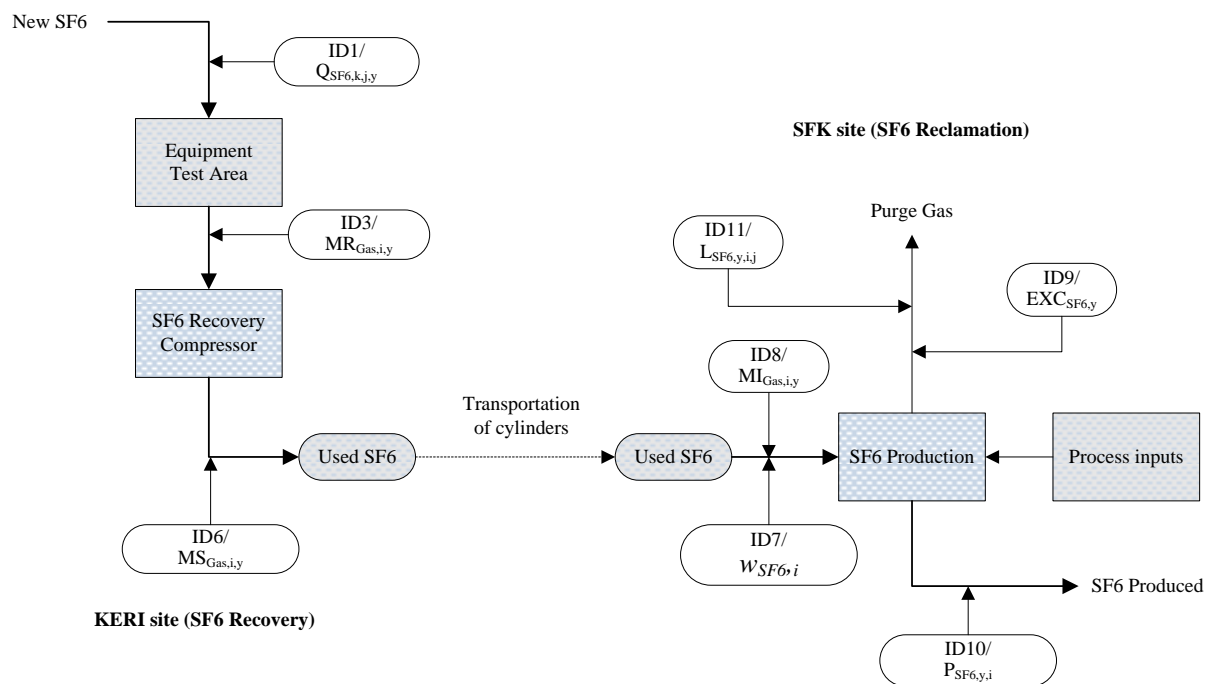 New SF6
ID1/
QSF6,k,j,y
Equipment
Test Area
ID3/
MRGas,i,y
SF6 Recovery
Compressor
Used SF6
ID6/
MSGas,i,y
KERI site (SF6 Recovery)
Transportation
of cylinders
SFK site (SF6 Reclamation)
Purge Gas
ID11/
LSF6,y,i,j
ID9/
EXCSF6,y
ID8/
MIGas,i,y
Used SF6
SF6 Production
Process inputs
ID7/
wSF6,i
SF6 Produced
ID10/
PSF6,y,i